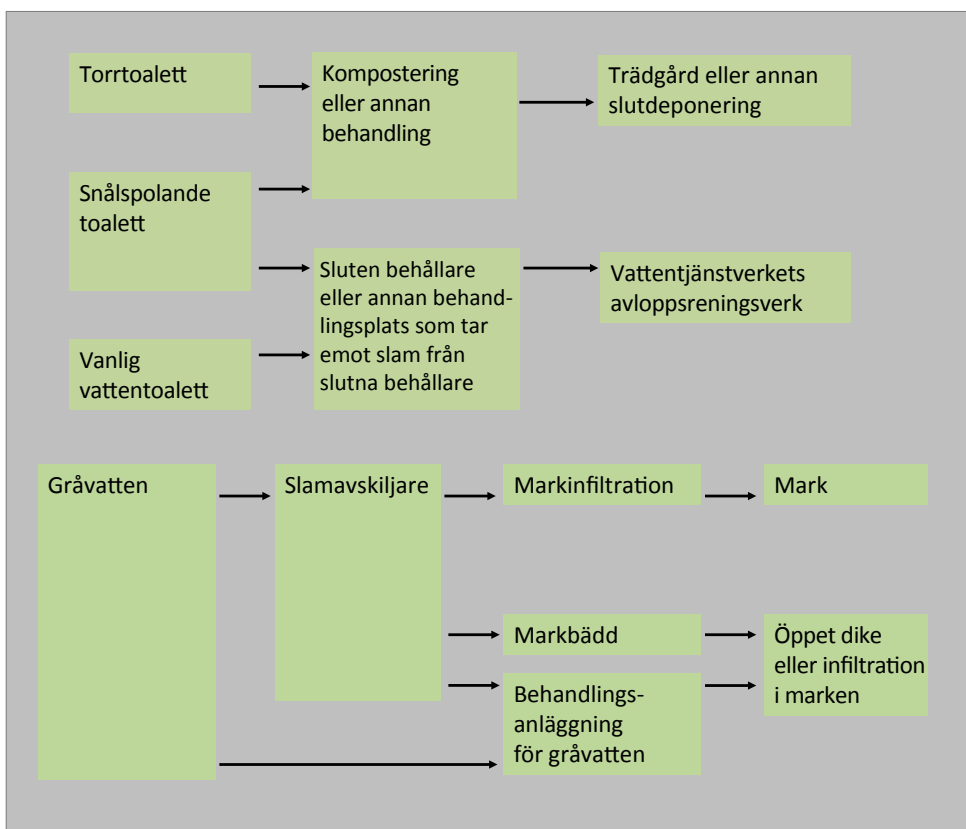 Torrtoalett
Kompostering
eller annan
behandling
Trädgård eller annan
slutdeponering
Snålspolande
toalett
Sluten behållare
eller annan behand-
lingsplats som tar
emot slam från
slutna behållare
Vattentjänstverkets
avloppsreningsverk
Vanlig
vattentoalett
Gråvatten
Slamavskiljare
Markinfiltration
Mark
Markbädd
Öppet dike
eller infiltration
i marken
Behandlings-
anläggning
för gråvatten